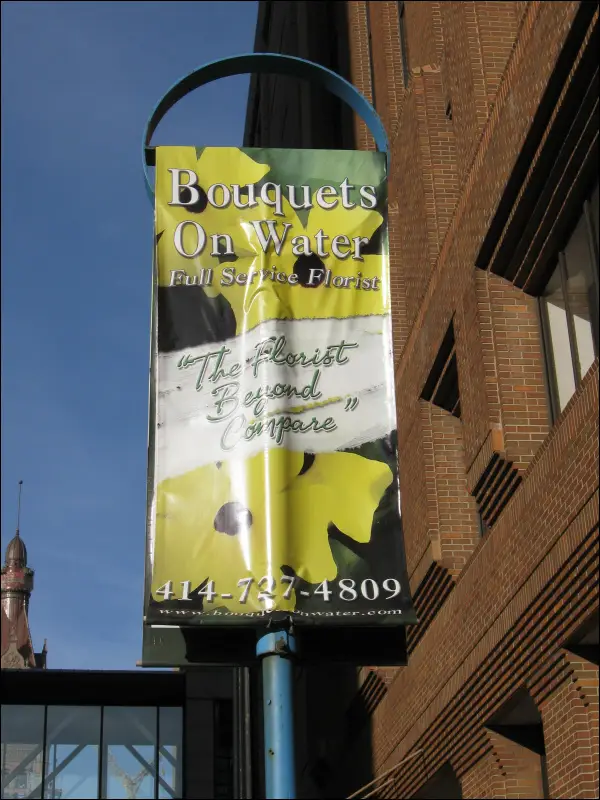 Bouquets
On Water
Full Service Florist
"The Florist
Beyond
Compare"
414-727-4809